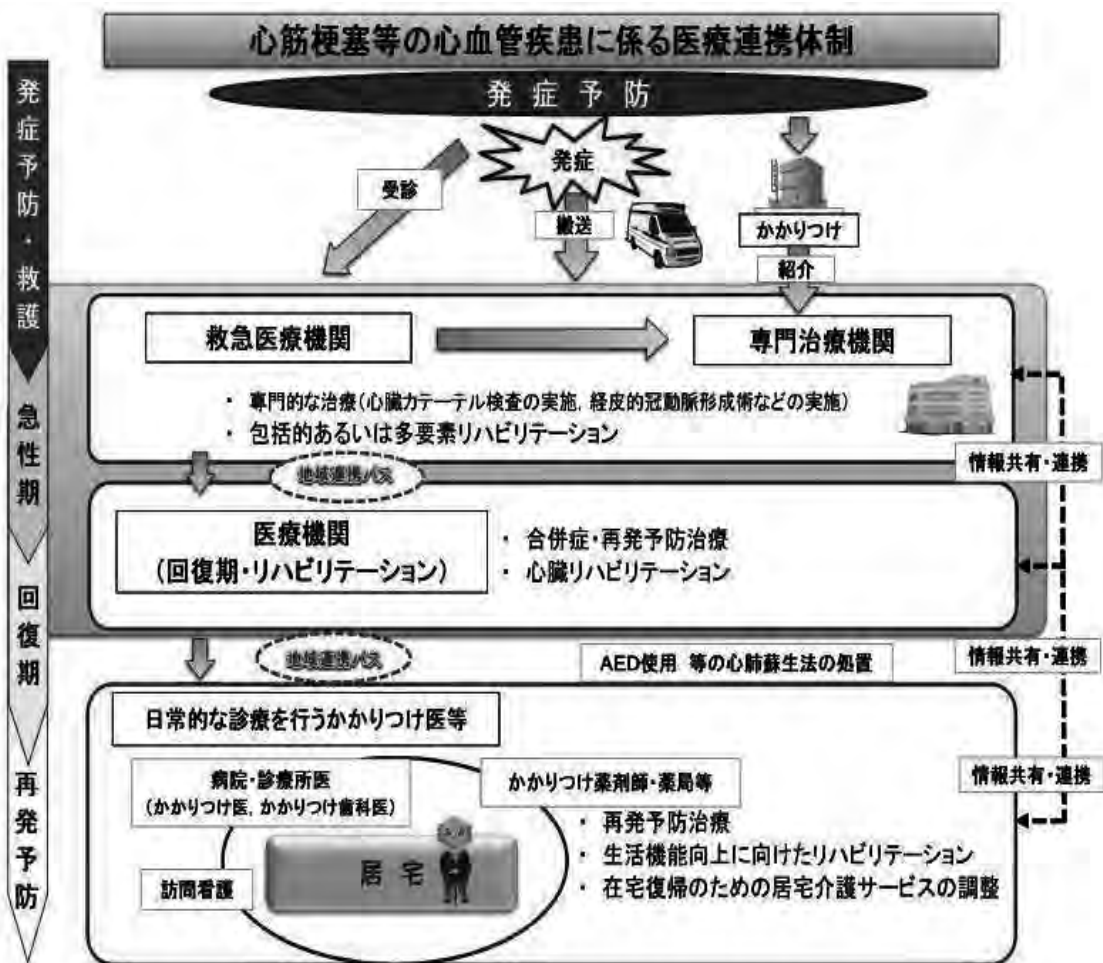 心筋梗塞等の心血管疾患に係る医療連携体制
発症予防
発症予防・救護
急性期
回復期
再発予防
発症
受診
搬送
かかりつけ
紹介
救急医療機関
専門治療機関
・ 専門的な治療(心臓カテーテル検査の実施，経皮的冠動脈形成術などの実施)
・ 包括的あるいは多要素リハビリテーション
情報共有・連携
地域連携パス
医療機関
(回復期・リハビリテーション)
・ 合併症・再発予防治療
・ 心臓リハビリテーション
地域連携パス
AED使用 等の心肺蘇生法の処置
情報共有・連携
日常的な診療を行うかかりつけ医等
病院・診療所医
(かかりつけ医，かかりつけ歯科医)
かかりつけ薬剤師・薬局等
情報共有・連携
・ 再発予防治療
・ 生活機能向上に向けたリハビリテーション
・ 在宅復帰のための居宅介護サービスの調整
居宅
訪問看護